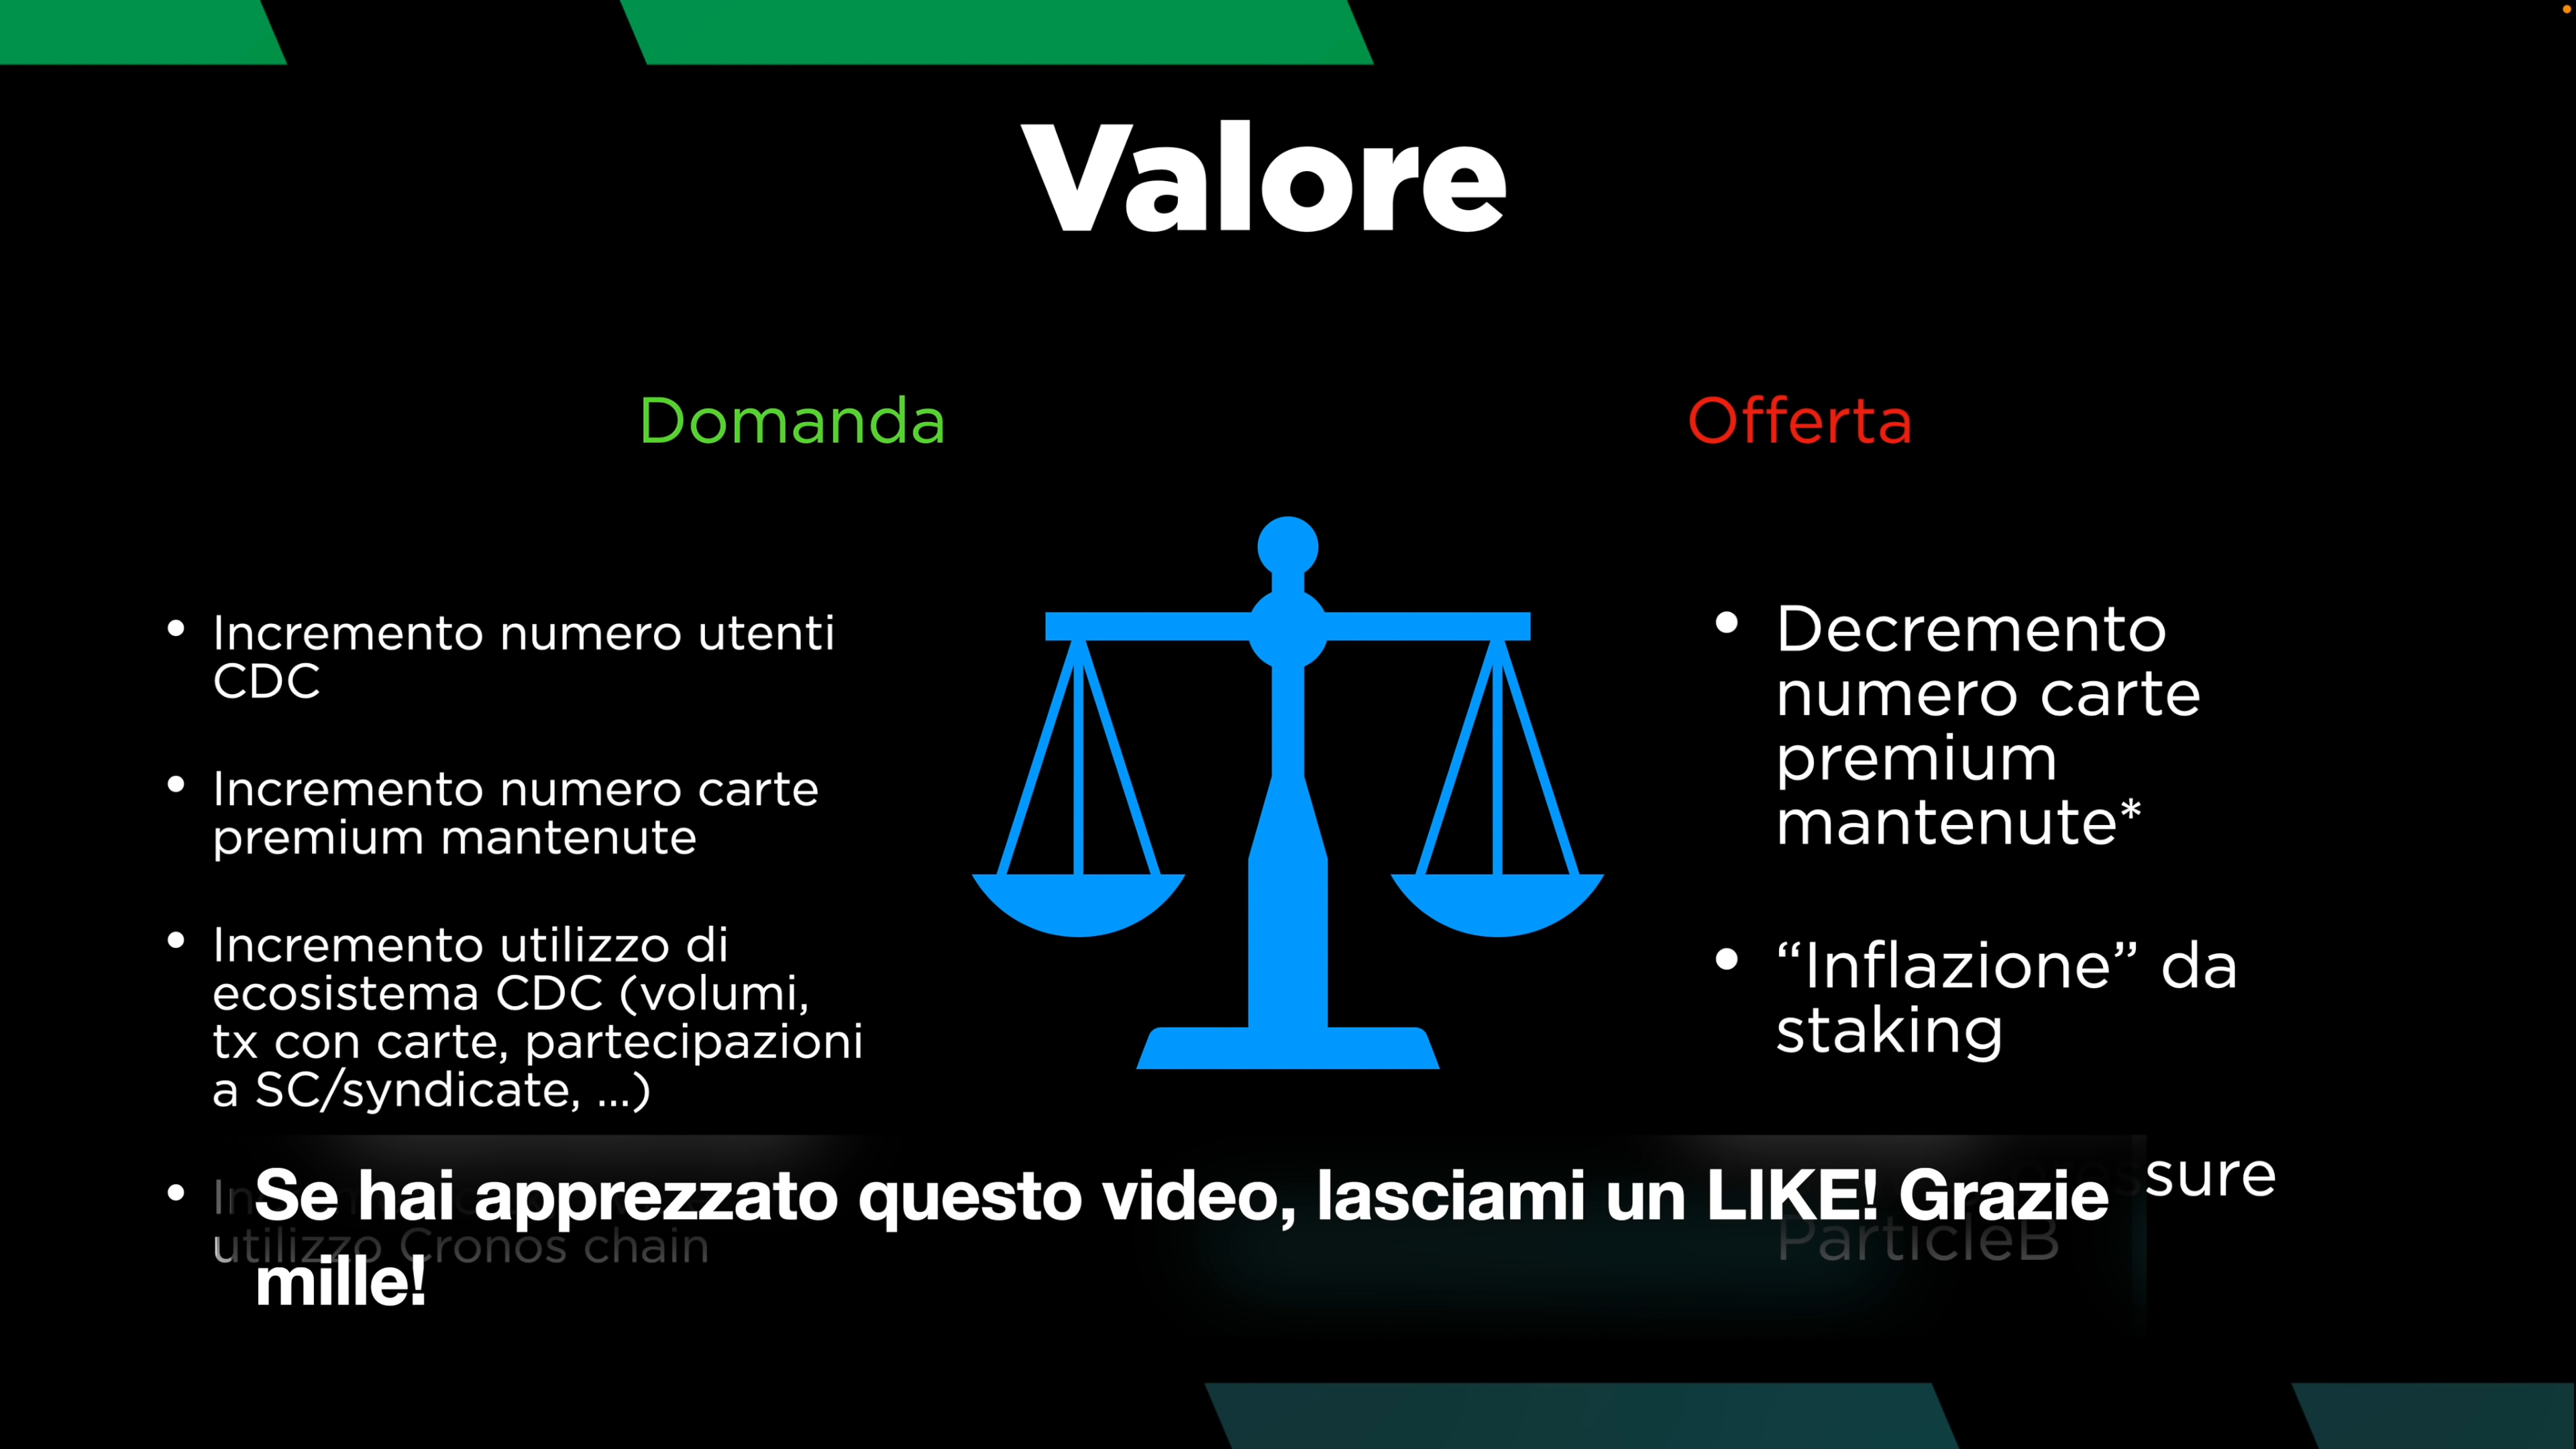 Valore
Domanda
• Incremento numero utenti
CDC
• Incremento numero carte
premium mantenute
• Incremento utilizzo di
ecosistema CDC (volumi,
tx con carte, partecipazioni
a SC/syndicate, ...)
•
utilizzo Cronos chain
Offerta
• Decremento
numero carte
premium
mantenute*
• “Inflazione” da
staking
ParticleB
Se hai apprezzato questo video, lasciami un LIKE! Grazie
mille!